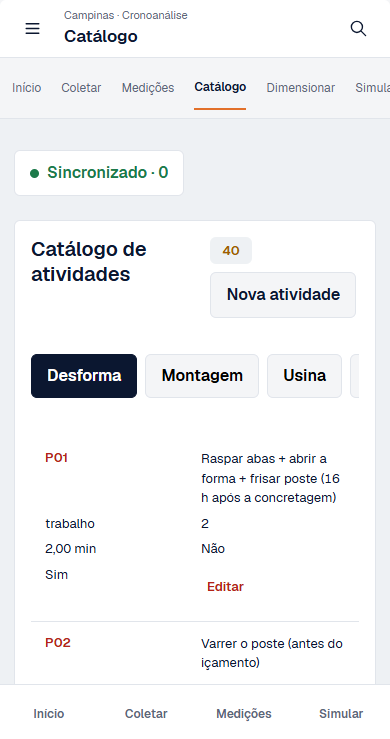 Campinas · Cronoanálise
Catálogo
Início Coletar Medições Catálogo Dimensionar Simula
Sincronizado · 0
Catálogo de
atividades
40
Nova atividade
Desforma Montagem Usina
P01
Raspar abas + abrir a
forma + frisar poste (16
h após a concretagem)
trabalho 2
2,00 min Não
Sim
Editar
P02
Varrer o poste (antes do
içamento)
Início Coletar Medições Simular